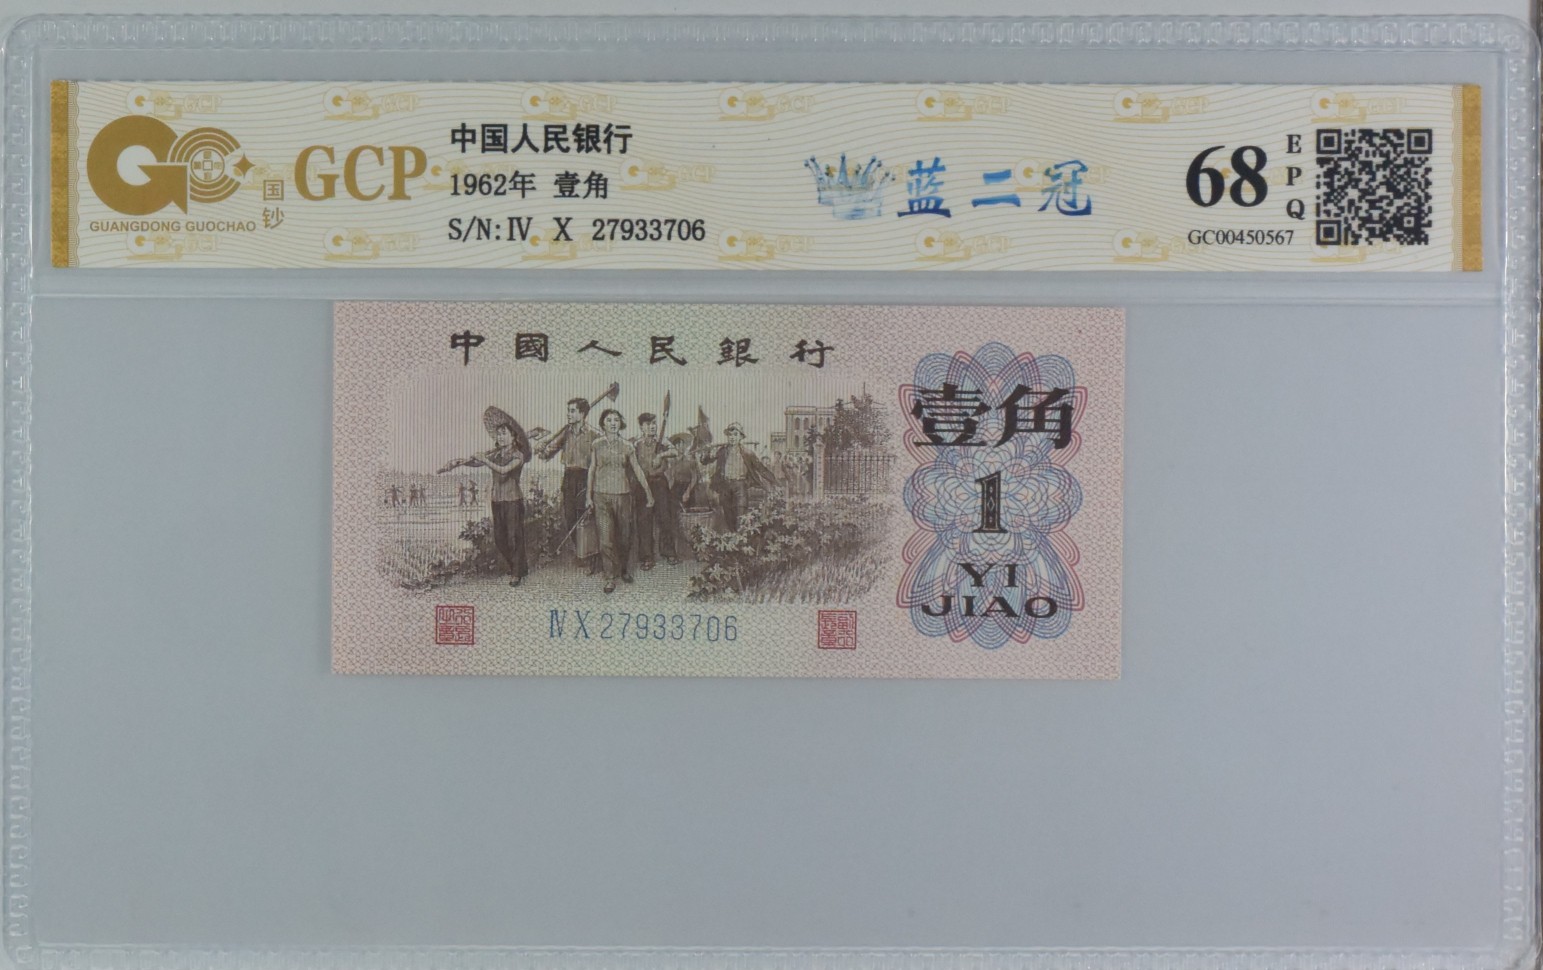 GUANGDONG GUOCHAO
国钞
GCP
中国人民银行
1962年 壹角
S/N:Ⅳ X 27933706
蓝二冠
68
EPQ
GC00450567
中國人民銀行
壹角
1
YI
JIAO
Ⅳ X 27933706